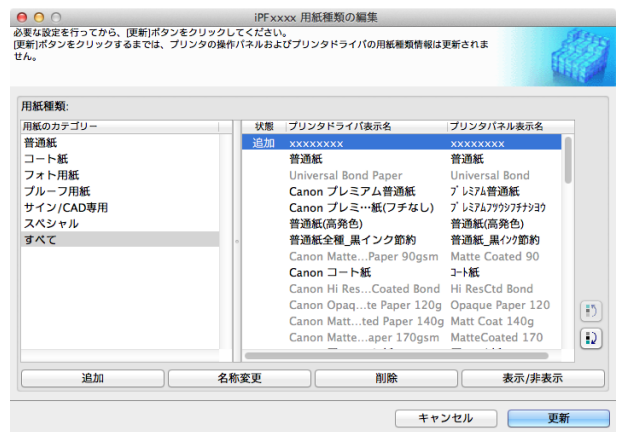 iPFxxxx 用紙種類の編集
必要な設定を行ってから、[更新]ボタンをクリックしてください。
[更新]ボタンをクリックするまでは、プリンタの操作パネルおよびプリンタドライバの用紙種類情報は更新されま
せん。
用紙種類:
用紙のカテゴリー
普通紙
コート紙
フォト用紙
プルーフ用紙
サイン/CAD専用
スペシャル
すべて
状態 プリンタドライバ表示名 プリンタパネル表示名
追加 xxxxxxxx xxxxxxxx
普通紙 普通紙
Universal Bond Paper Universal Bond
Canon プレミアム普通紙 プレミアム普通紙
Canon プレミ…紙(フチなし) プレミアムフツウシフチナシヨウ
普通紙(高発色) 普通紙(高発色)
普通紙全種_黒インク節約 普通紙_黒インク節約
Canon Matte…Paper 90gsm Matte Coated 90
Canon コート紙 コート紙
Canon Hi Res…Coated Bond Hi ResCtd Bond
Canon Opaq…te Paper 120g Opaque Paper 120
Canon Matt…ted Paper 140g Matt Coat 140g
Canon Matte…aper 170gsm MatteCoated 170
追加 名称変更 削除 表示/非表示
キャンセル 更新